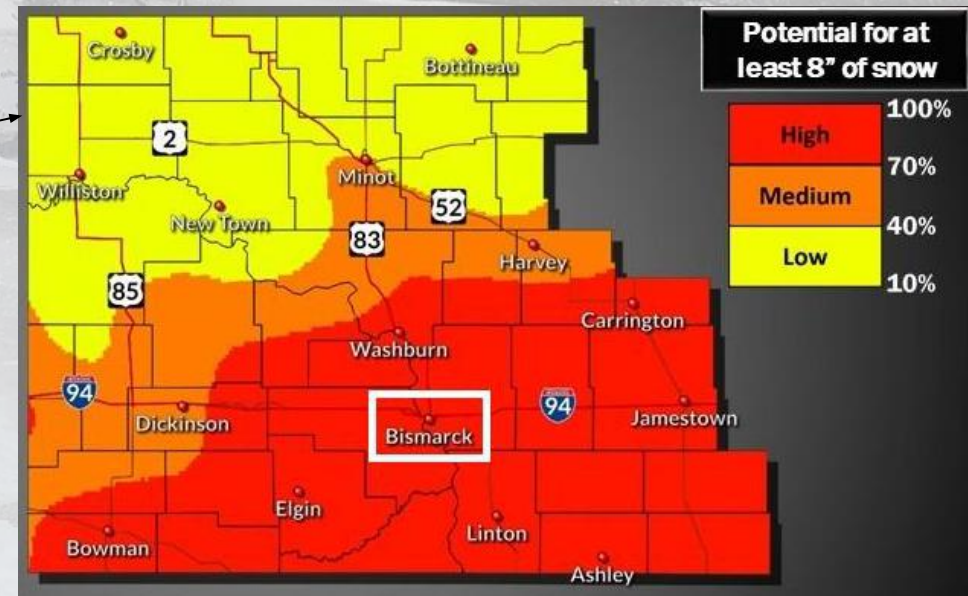 Potential for at
least 8” of snow
High
Medium
Low
100%
70%
40%
10%
Crosby
Bottineau
2
Williston
Minot
New Town
52
83
Harvey
85
Carrington
Washburn
94
Dickinson
Bismarck
94
Jamestown
Elgin
Linton
Bowman
Ashley